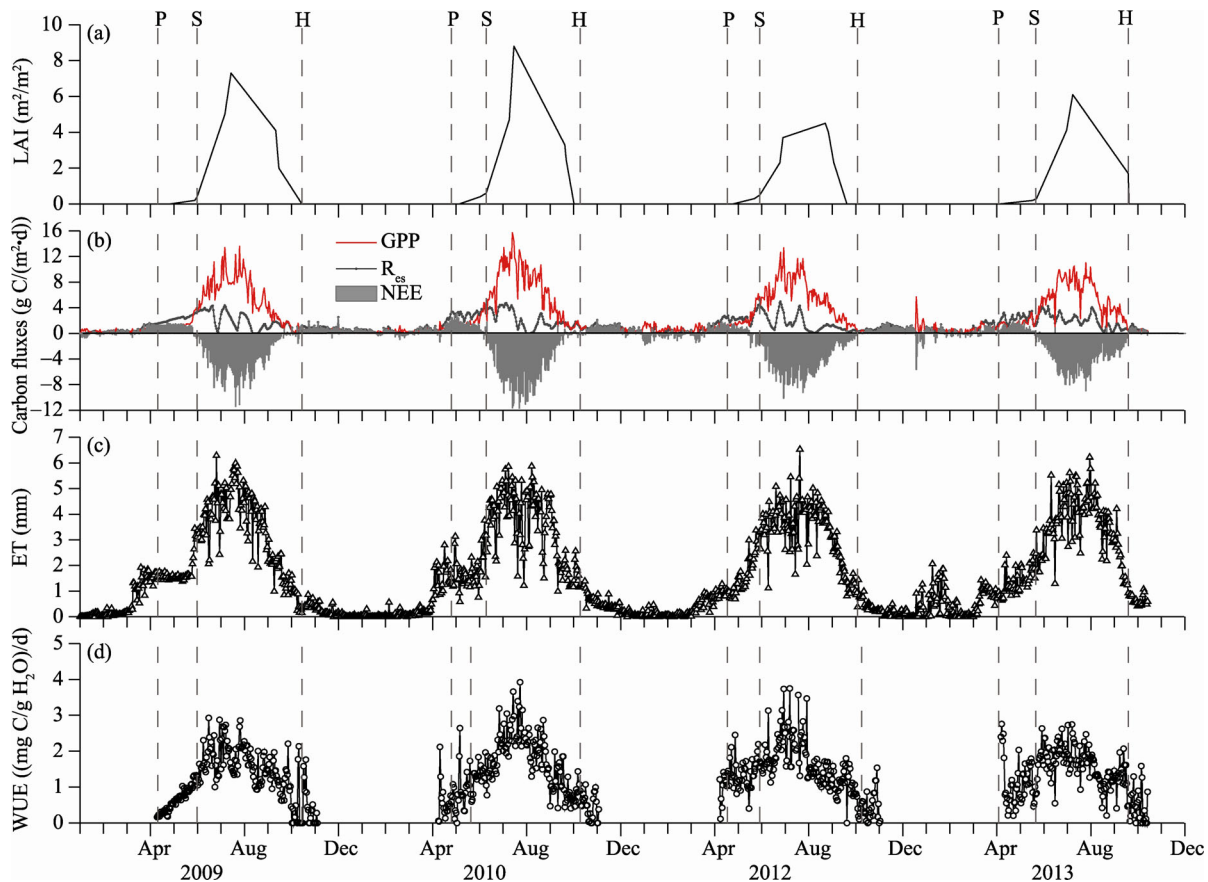 P S H P S H P S H P S H
(a)
LAI (m²/m²)
10
8
6
4
2
0
(b)
Carbon fluxes (g C/(m²•d)
16
12
8
4
0
−4
−8
−12
GPP
Res
NEE
(c)
ET (mm)
7
6
5
4
3
2
1
0
(d)
WUE ((mg C/g H₂O)/d)
5
4
3
2
1
0
Apr Aug Dec Apr Aug Dec Apr Aug Dec Apr Aug Dec
2009 2010 2012 2013